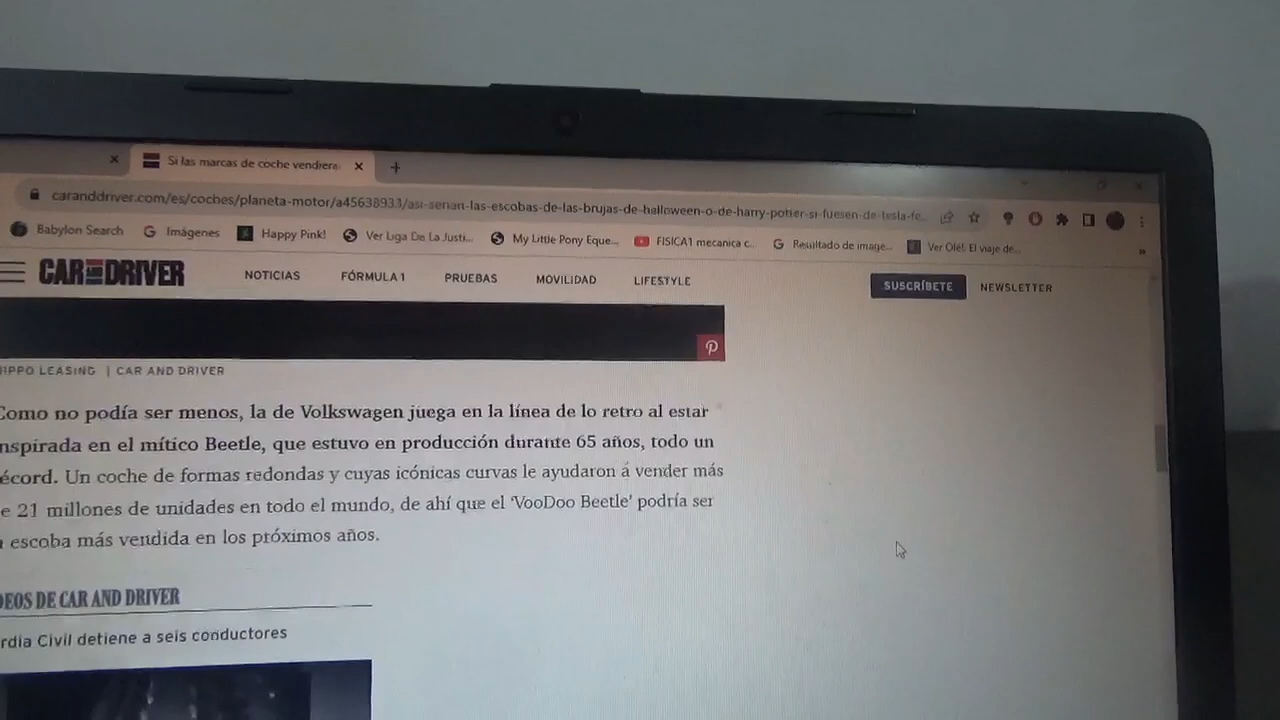 Si las marcas de coche vendiera
caranddriver.com/es/coches/planeta-motor/a45638933/asi-serian-las-escobas-de-las-brujas-de-halloween-o-de-harry-potter-si-fuesen-de-tesla-fe...
Babylon Search Imágenes Happy Pink! Ver Liga De La Justi... My Little Pony Eque... FISICA1 mecanica c... Resultado de image... Ver Olé!. El viaje de... »
CAR AND DRIVER NOTICIAS FÓRMULA 1 PRUEBAS MOVILIDAD LIFESTYLE SUSCRÍBETE NEWSLETTER
IPPO LEASING | CAR AND DRIVER
Como no podía ser menos, la de Volkswagen juega en la línea de lo retro al estar
nspirada en el mítico Beetle, que estuvo en producción durante 65 años, todo un
écord. Un coche de formas redondas y cuyas icónicas curvas le ayudaron a vender más
e 21 millones de unidades en todo el mundo, de ahí que el 'VooDoo Beetle' podría ser
a escoba más vendida en los próximos años.
DEOS DE CAR AND DRIVER
rdia Civil detiene a seis conductores